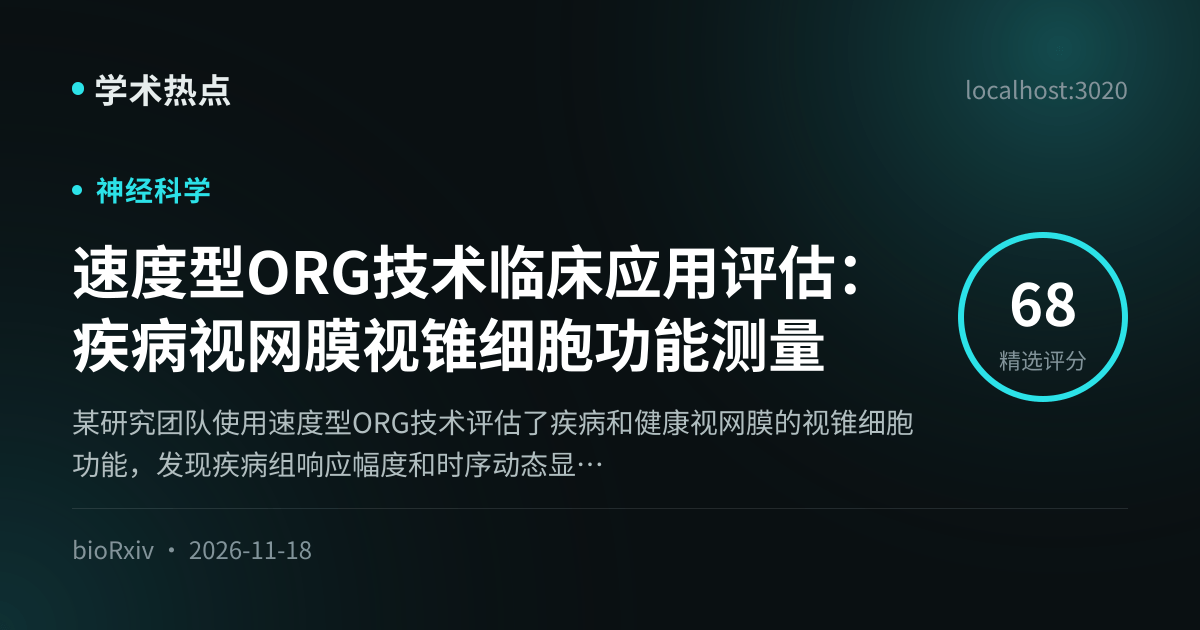 学术热点
localhost:3020
神经科学
速度型ORG技术临床应用评估：
疾病视网膜视锥细胞功能测量
68
精选评分
某研究团队使用速度型ORG技术评估了疾病和健康视网膜的视锥细胞
功能，发现疾病组响应幅度和时序动态显…
bioRxiv · 2026-11-18